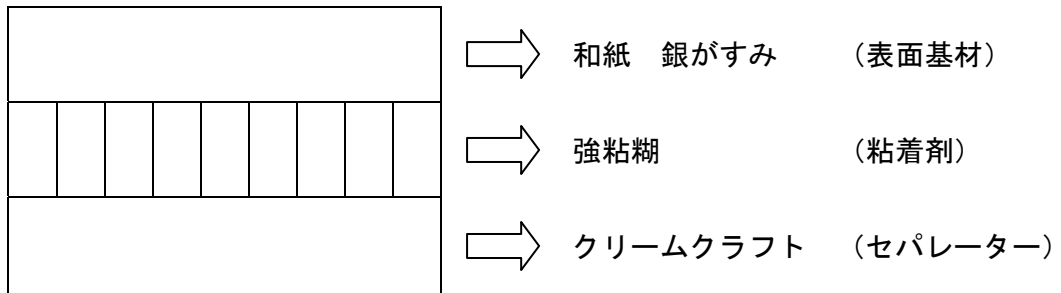 和紙　銀がすみ　　（表面基材）
強粘糊　　　　　（粘着剤）
クリームクラフト　（セパレーター）